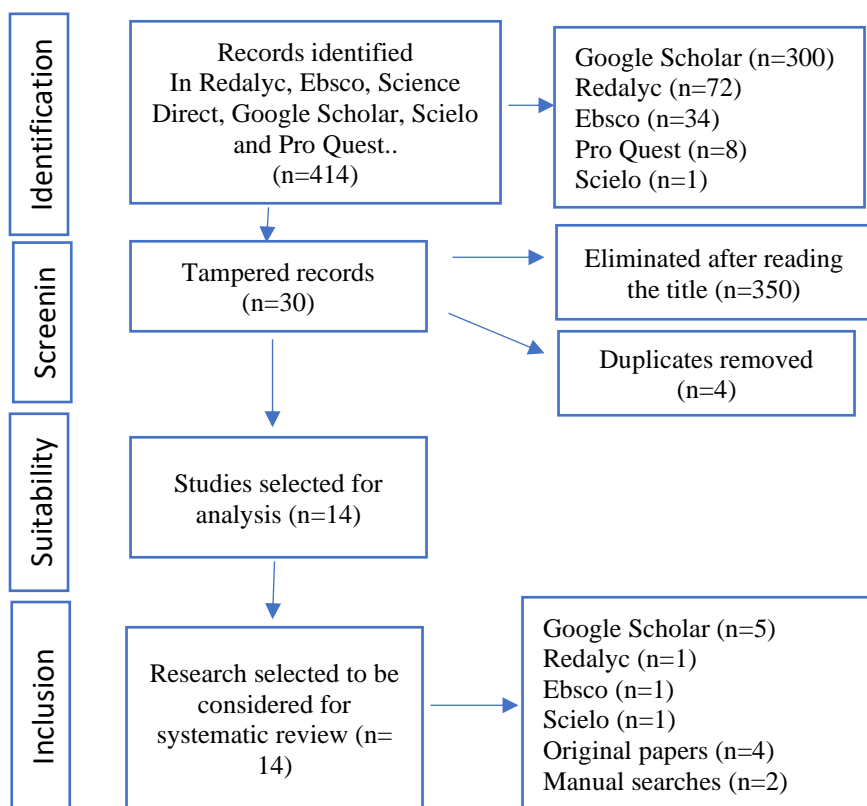 Identification
Records identified
In Redalyc, Ebsco, Science
Direct, Google Scholar, Scielo
and Pro Quest..
(n=414)
Google Scholar (n=300)
Redalyc (n=72)
Ebsco (n=34)
Pro Quest (n=8)
Scielo (n=1)
Screenin
Tampered records
(n=30)
Eliminated after reading
the title (n=350)
Duplicates removed
(n=4)
Suitability
Studies selected for
analysis (n=14)
Inclusion
Research selected to be
considered for
systematic review (n=
14)
Google Scholar (n=5)
Redalyc (n=1)
Ebsco (n=1)
Scielo (n=1)
Original papers (n=4)
Manual searches (n=2)